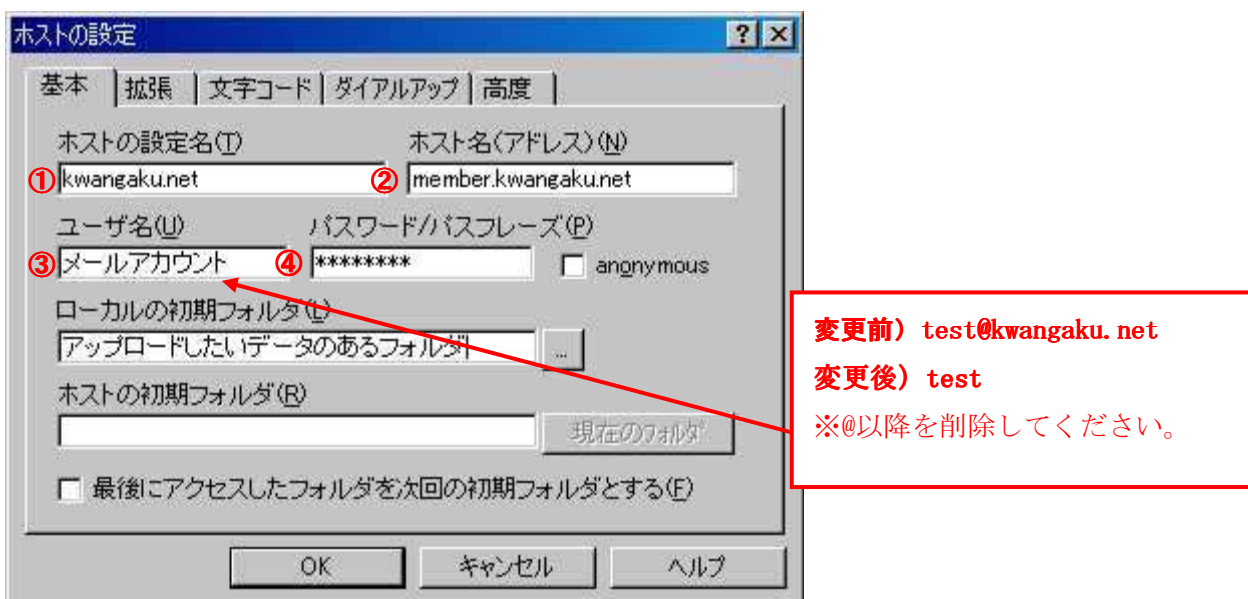 ホストの設定
基本 拡張 文字コード ダイアルアップ 高度
ホストの設定名(T) ホスト名(アドレス)(N)
① kwangaku.net ② member.kwangaku.net
ユーザ名(U) パスワード/パスフレーズ(P)
③ メールアカウント ④ ******** anonymous
ローカルの初期フォルダ(L)
アップロードしたいデータのあるフォルダ ...
ホストの初期フォルダ(R)
現在のフォルダ
最後にアクセスしたフォルダを次回の初期フォルダとする(F)
OK キャンセル ヘルプ
変更前) test@kwangaku.net
変更後) test
※@以降を削除してください。